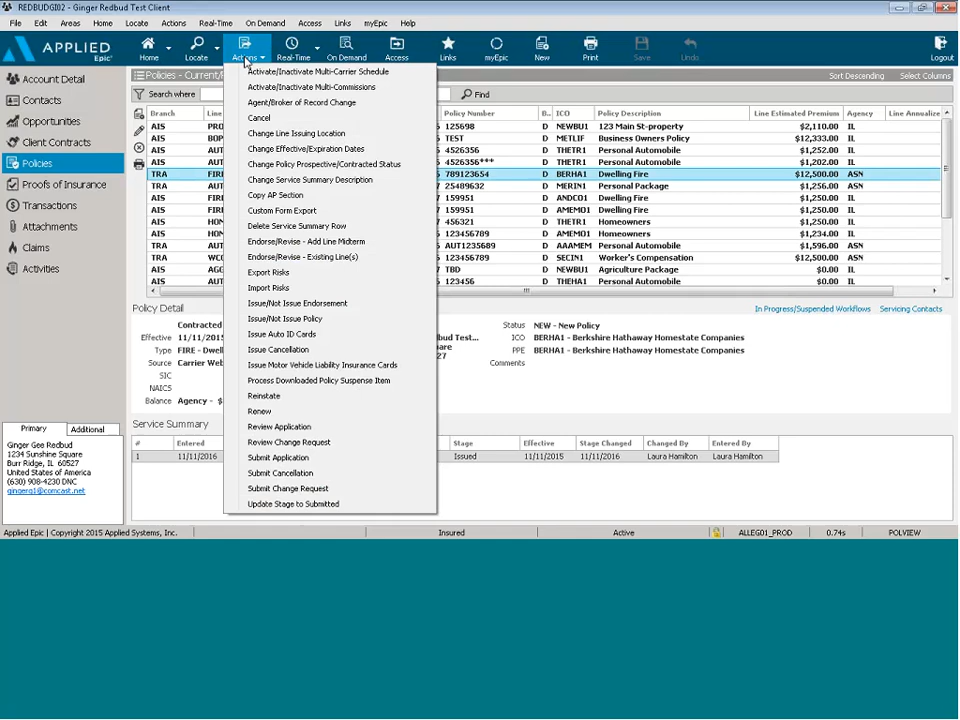 REDBUDGI02 - Ginger Redbud Test Client
File Edit Areas Home Locate Actions Real-Time On Demand Access Links myEpic Help
APPLIED Epic
Home Locate Actions Real-Time On Demand Access Links myEpic New Print Save Undo Logout
Account Detail
Contacts
Opportunities
Client Contracts
Policies
Proofs of Insurance
Transactions
Attachments
Claims
Activities
Policies - Current/
Sort Descending Select Columns
Search where
Find
Branch Line Policy Number B.. ICO Policy Description Line Estimated Premium Agency Line Annualize
AIS PRO 125698 D NEWBU1 123 Main St-property $2,110.00 IL
AIS BUS TEST D METLIF Business Owners Policy $12,333.00 IL
AIS AUT 4526356 D THETR1 Personal Automobile $1,252.00 IL
AIS AUT 4526356*** D THETR1 Personal Automobile $1,202.00 IL
TRA FIRE 789123654 D BERHA1 Dwelling Fire $12,500.00 ASN
TRA 25489632 D MERIN1 Personal Package $1,256.00 ASN
AIS FIRE 159951 D ANDCO1 Dwelling Fire $1,250.00 IL
AIS FIRE 159951 D AMEMO1 Dwelling Fire $1,250.00 IL
AIS HON 456321 D THETR1 Homeowners $1,250.00 IL
AIS HON 123456789 D AMEMO1 Homeowners $1,234.00 IL
TRA AUT AUT1235689 D AAAMEM Personal Automobile $1,596.00 ASN
TRA 123456789 D SECIN1 Worker's Compensation $12,500.00 ASN
AIS AGG TBD D NEWBU1 Agriculture Package $0.00 IL
AIS AUT 123456 D THEHA1 Personal Automobile $0.00 IL
Activate/Inactivate Multi-Carrier Schedule
Activate/Inactivate Multi-Commissions
Agent/Broker of Record Change
Cancel
Change Line Issuing Location
Change Effective/Expiration Dates
Change Policy Prospective/Contracted Status
Change Service Summary Description
Copy AP Section
Custom Form Export
Delete Service Summary Row
Endorse/Revise - Add Line Midterm
Endorse/Revise - Existing Line(s)
Export Risks
Import Risks
Issue/Not Issue Endorsement
Issue/Not Issue Policy
Issue Auto ID Cards
Issue Cancellation
Issue Motor Vehicle Liability Insurance Cards
Process Downloaded Policy Suspense Item
Reinstate
Renew
Review Application
Review Change Request
Submit Application
Submit Cancellation
Submit Change Request
Update Stage to Submitted
Policy Detail
In Progress/Suspended Workflows Servicing Contacts
Contracted
Effective 11/11/2015
Type FIRE - Dwell
Source Carrier Web
SIC
NAICS
Balance Agency - $
bud Test...
are
Status NEW - New Policy
ICO BERHA1 - Berkshire Hathaway Homestate Companies
PPE BERHA1 - Berkshire Hathaway Homestate Companies
Comments
Service Summary
# Entered Stage Effective Stage Changed Changed By Entered By
1 11/11/2016 Issued 11/11/2015 11/11/2016 Laura Hamilton Laura Hamilton
Primary Additional
Ginger Gee Redbud
1234 Sunshine Square
Burr Ridge, IL 60527
(630) 908-4230 DNC
gingerg1@comcast.net
Applied Epic | Copyright 2015 Applied Systems, Inc. Insured Active ALLEG01_PROD 0.74s POLVIEW